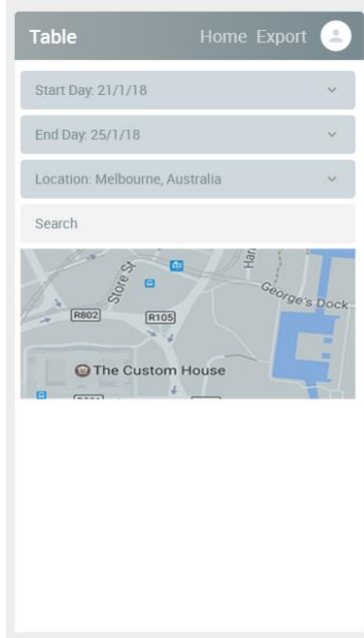 Table Home Export
Start Day: 21/1/18
End Day: 25/1/18
Location: Melbourne, Australia
Search
Store St
Har
George's Dock
R802
R105
The Custom House